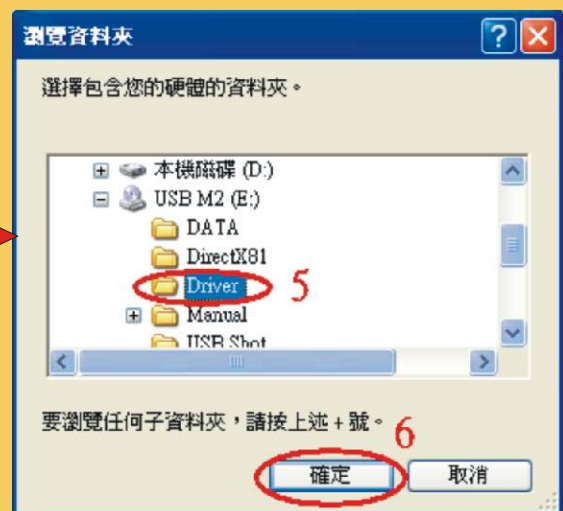 瀏覽資料夾
選擇包含您的硬體的資料夾。
本機磁碟 (D:)
USB M2 (E:)
DATA
DirectX81
Driver 5
Manual
USB Shot
要瀏覽任何子資料夾，請按上述 + 號。
6
確定 取消